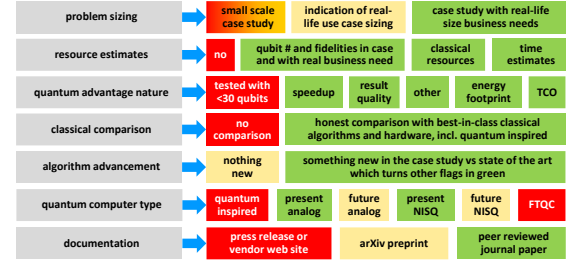 problem sizing
small scale
case study
indication of real-
life use case sizing
case study with real-life
size business needs
resource estimates
no
qubit # and fidelities in case
and with real business need
classical
resources
time
estimates
quantum advantage nature
tested with
<30 qubits
speedup
result
quality
other
energy
footprint
TCO
classical comparison
no
comparison
honest comparison with best-in-class classical
algorithms and hardware, incl. quantum inspired
algorithm advancement
nothing
new
something new in the case study vs state of the art
which turns other flags in green
quantum computer type
quantum
inspired
present
analog
future
analog
present
NISQ
future
NISQ
FTQC
documentation
press release or
vendor web site
arXiv preprint
peer reviewed
journal paper